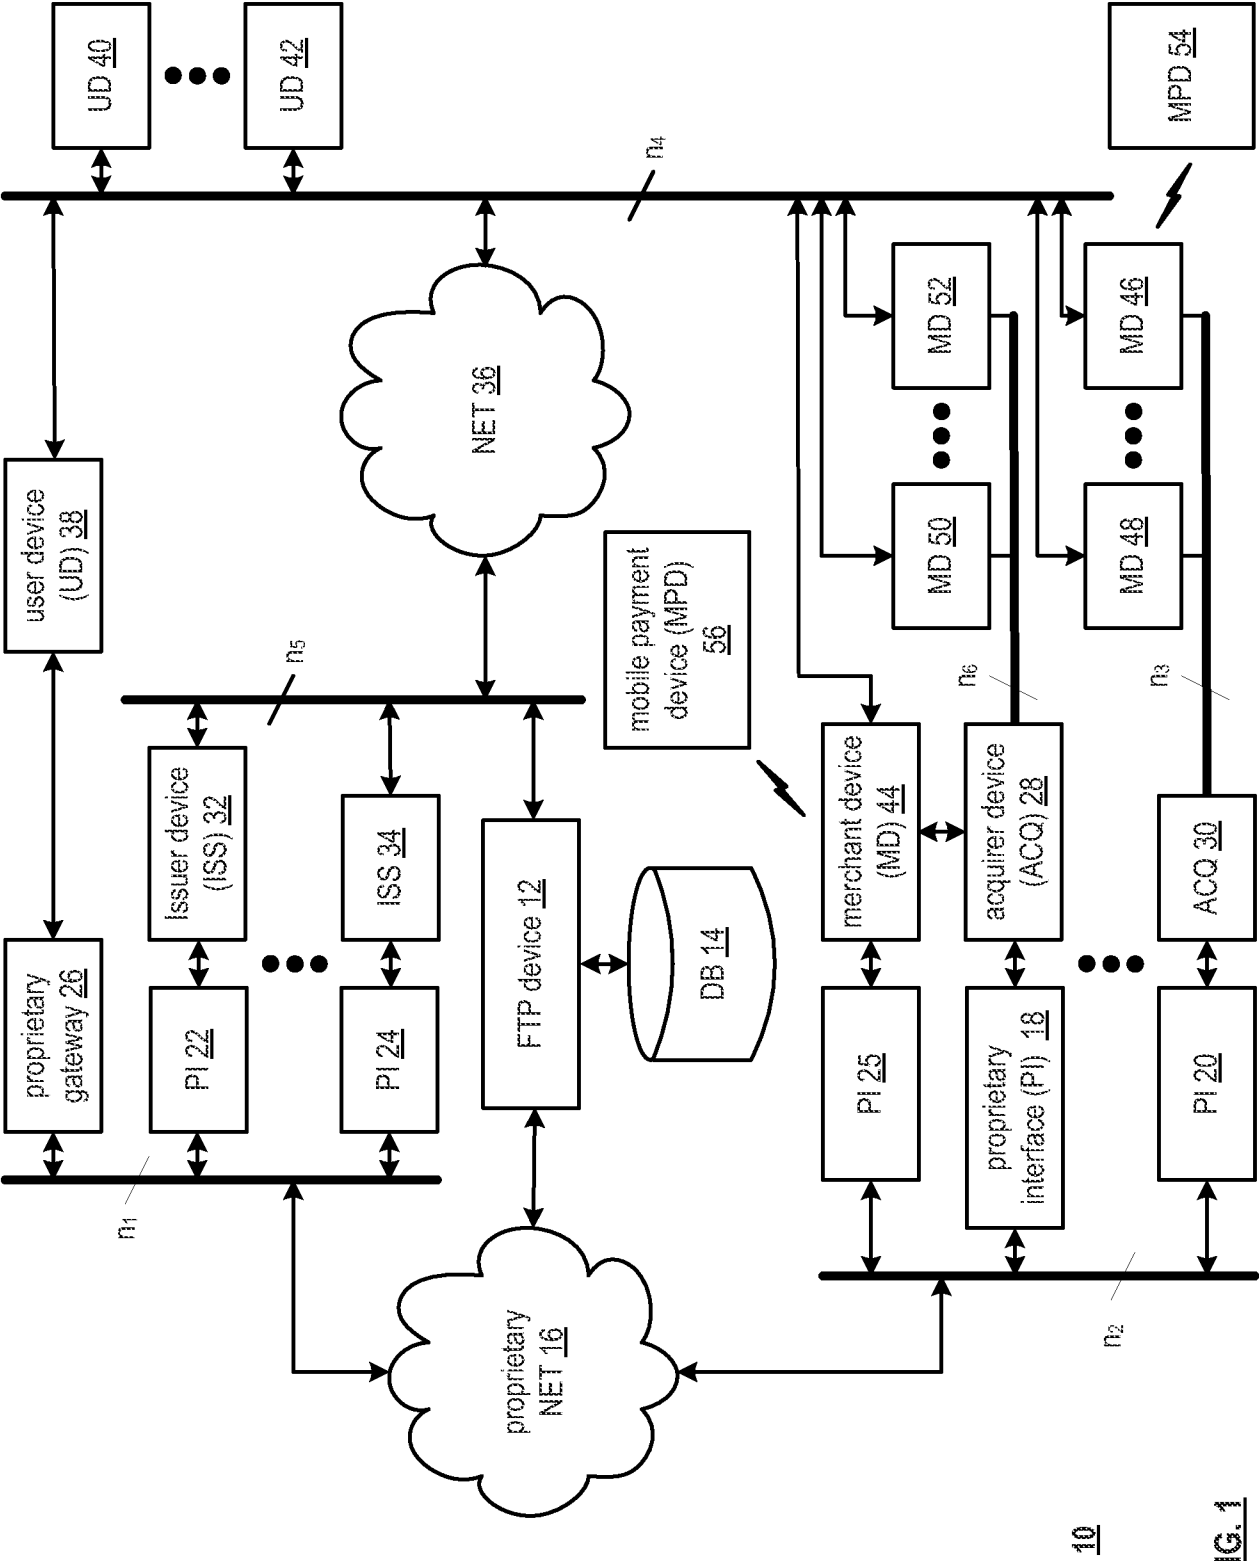 proprietary
NET 16
n1
n2
proprietary
gateway 26
PI 22
PI 24
FTP device 12
DB 14
PI 25
proprietary
interface (PI) 18
PI 20
Issuer device
(ISS) 32
ISS 34
merchant device
(MD) 44
acquirer device
(ACQ) 28
ACQ 30
n5
mobile payment
device (MPD)
56
n6
n3
user device
(UD) 38
NET 36
MD 50
MD 48
MD 52
MD 46
n4
UD 40
UD 42
MPD 54
10
IG. 1